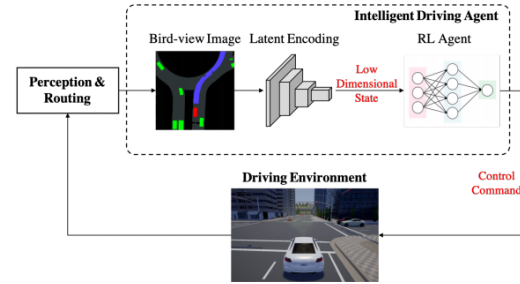 Intelligent Driving Agent
Bird-view Image
Latent Encoding
RL Agent
Perception &
Routing
Low
Dimensional
State
Control
Command
Driving Environment